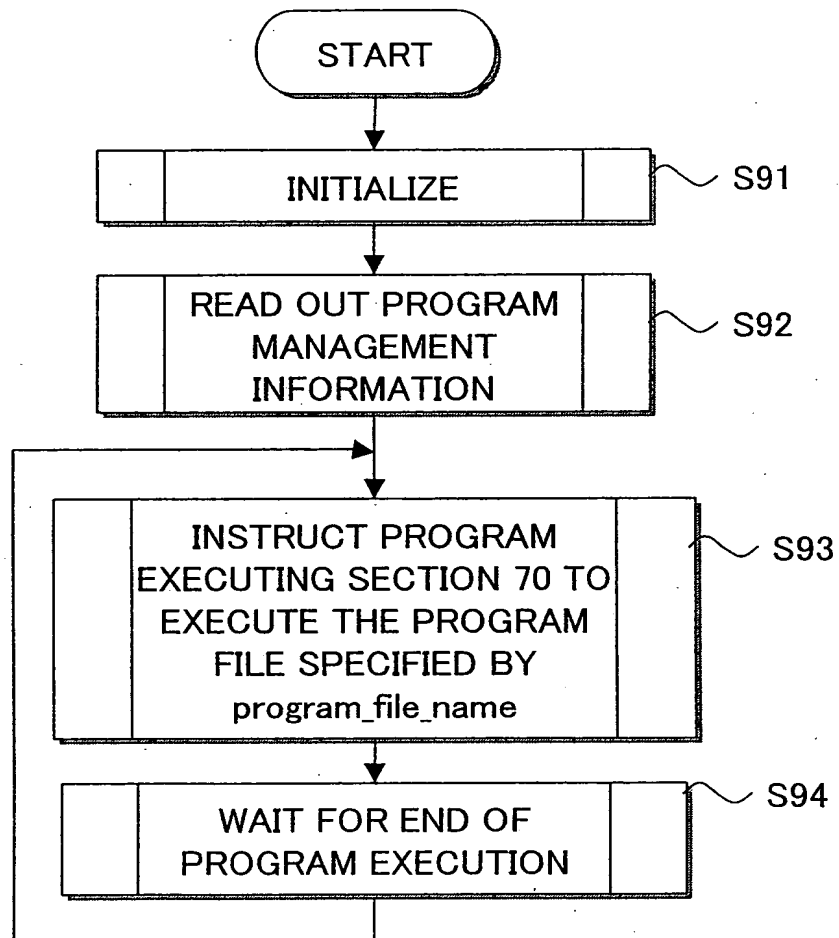 START
INITIALIZE
S91
READ OUT PROGRAM
MANAGEMENT
INFORMATION
S92
INSTRUCT PROGRAM
EXECUTING SECTION 70 TO
EXECUTE THE PROGRAM
FILE SPECIFIED BY
program_file_name
S93
WAIT FOR END OF
PROGRAM EXECUTION
S94